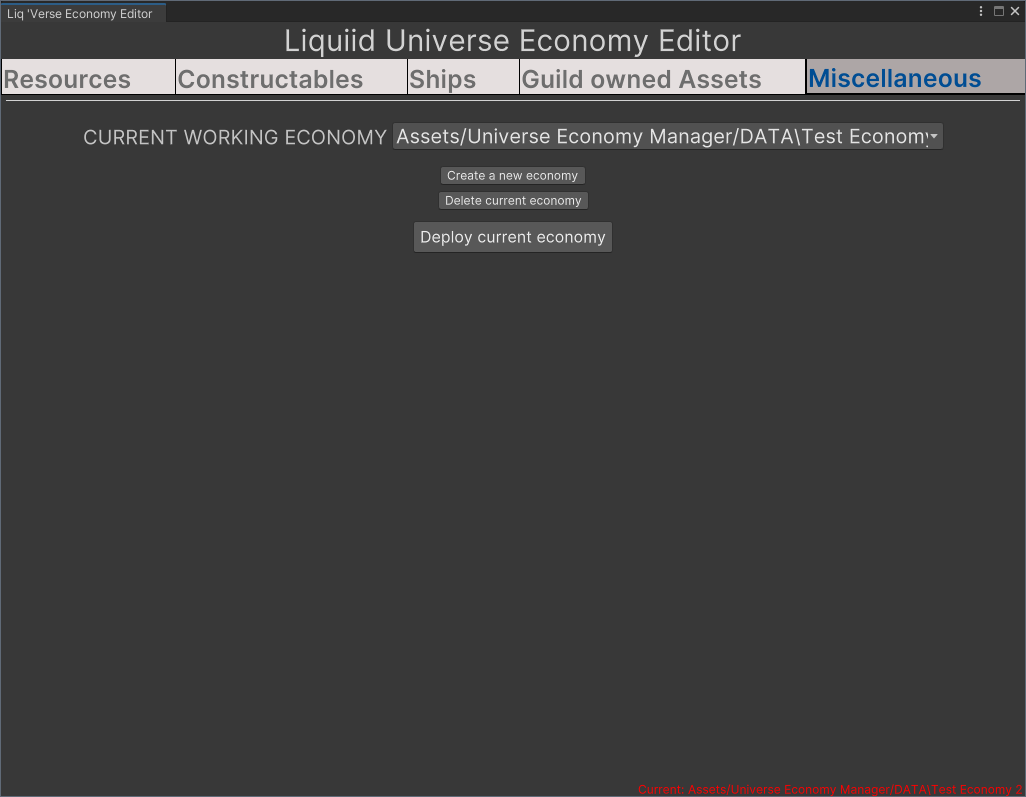 Liq 'Verse Economy Editor
Liquiid Universe Economy Editor
Resources Constructables Ships Guild owned Assets Miscellaneous
CURRENT WORKING ECONOMY Assets/Universe Economy Manager/DATA\Test Economy
Create a new economy
Delete current economy
Deploy current economy
Current: Assets/Universe Economy Manager/DATA\Test Economy 2